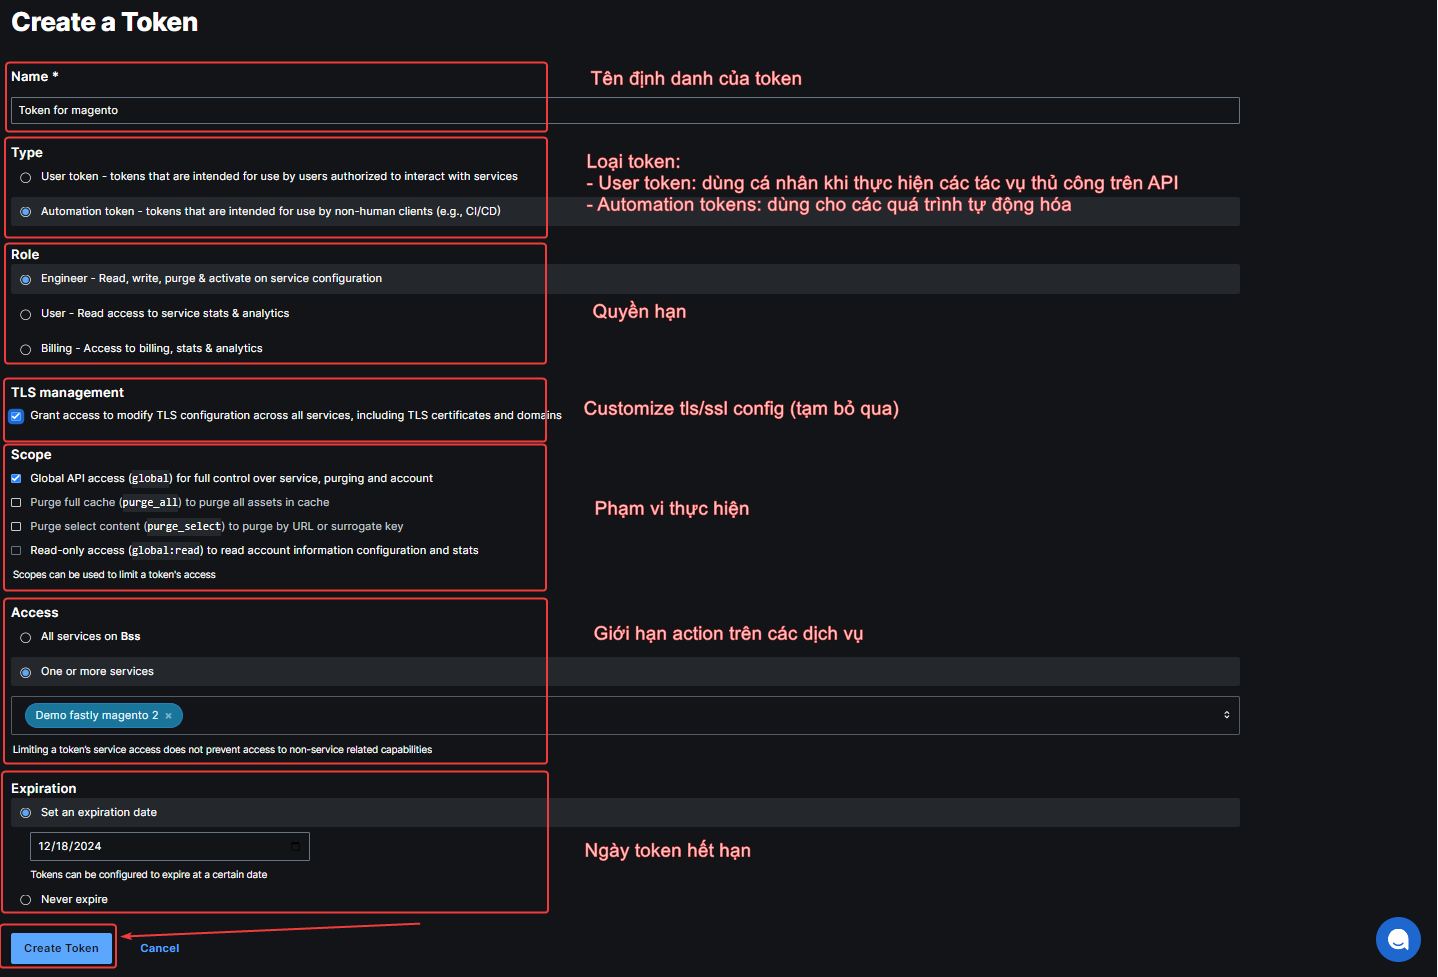 Create a Token
Name *
Tên định danh của token
Token for magento
Type
User token - tokens that are intended for use by users authorized to interact with services
Automation token - tokens that are intended for use by non-human clients (e.g., CI/CD)
Loại token:
- User token: dùng cá nhân khi thực hiện các tác vụ thủ công trên API
- Automation tokens: dùng cho các quá trình tự động hóa
Role
Engineer - Read, write, purge & activate on service configuration
User - Read access to service stats & analytics
Billing - Access to billing, stats & analytics
Quyền hạn
TLS management
Grant access to modify TLS configuration across all services, including TLS certificates and domains
Customize tls/ssl config (tạm bỏ qua)
Scope
Global API access (global) for full control over service, purging and account
Purge full cache (purge_all) to purge all assets in cache
Purge select content (purge_select) to purge by URL or surrogate key
Read-only access (global:read) to read account information configuration and stats
Scopes can be used to limit a token's access
Phạm vi thực hiện
Access
All services on Bss
One or more services
Giới hạn action trên các dịch vụ
Demo fastly magento 2 ×
Limiting a token's service access does not prevent access to non-service related capabilities
Expiration
Set an expiration date
12/18/2024
Tokens can be configured to expire at a certain date
Never expire
Ngày token hết hạn
Create Token
Cancel